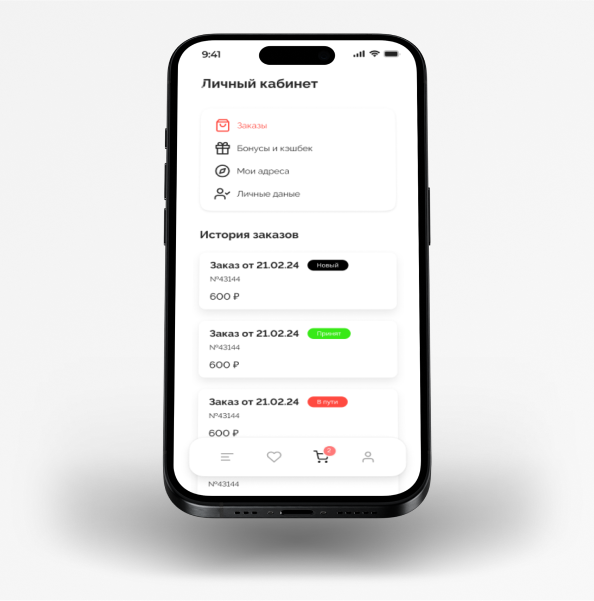 9:41
Личный кабинет
Заказы
Бонусы и кэшбек
Мои адреса
Личные даные
История заказов
Заказ от 21.02.24 Новый
№43144
600 ₽
Заказ от 21.02.24 Принят
№43144
600 ₽
Заказ от 21.02.24 В пути
№43144
600 ₽
2
№43144